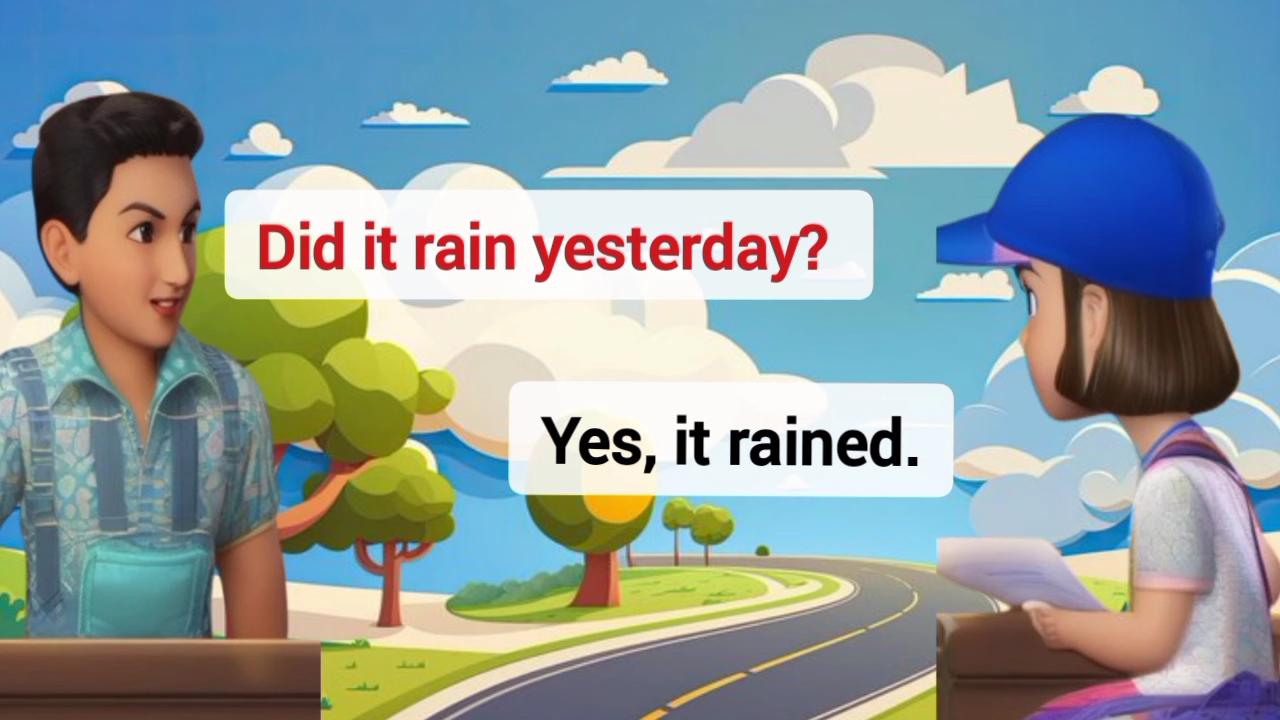 Did it rain yesterday?
Yes, it rained.